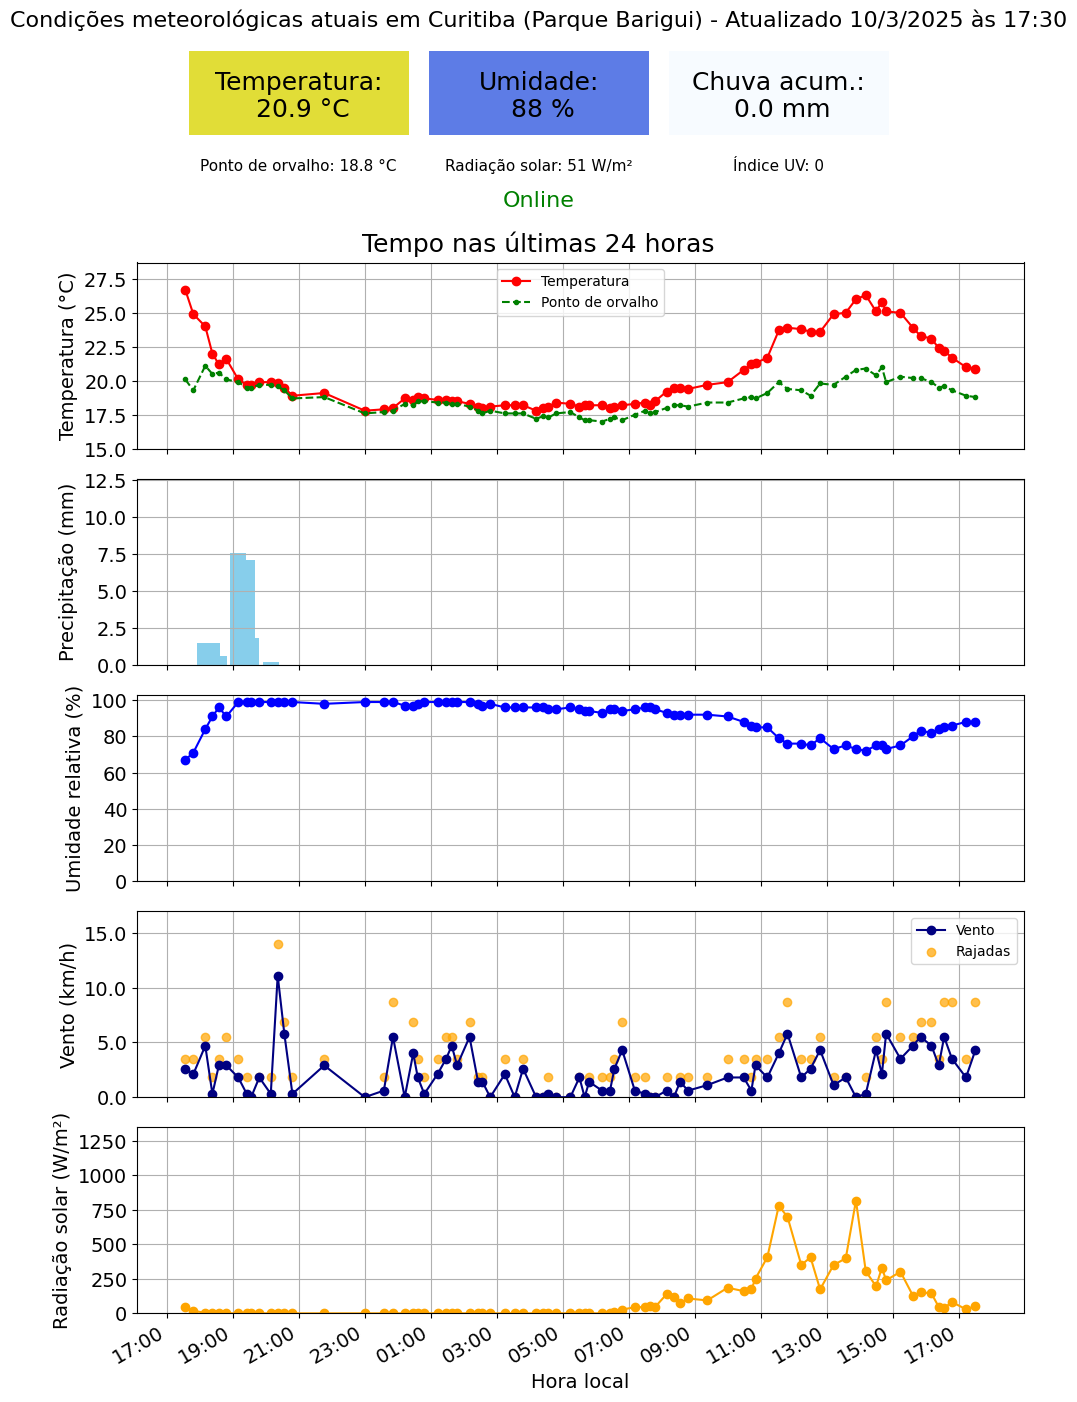 Condições meteorológicas atuais em Curitiba (Parque Barigui) - Atualizado 10/3/2025 às 17:30
Temperatura:
20.9 °C
Umidade:
88 %
Chuva acum.:
0.0 mm
Ponto de orvalho: 18.8 °C
Radiação solar: 51 W/m²
Índice UV: 0
Online
Tempo nas últimas 24 horas
Temperatura (°C)
27.5
25.0
22.5
20.0
17.5
15.0
Temperatura
Ponto de orvalho
Precipitação (mm)
12.5
10.0
7.5
5.0
2.5
0.0
Umidade relativa (%)
100
80
60
40
20
0
Vento (km/h)
15.0
10.0
5.0
0.0
Vento
Rajadas
Radiação solar (W/m²)
1250
1000
750
500
250
0
17:00
19:00
21:00
23:00
01:00
03:00
05:00
07:00
09:00
11:00
13:00
15:00
17:00
Hora local